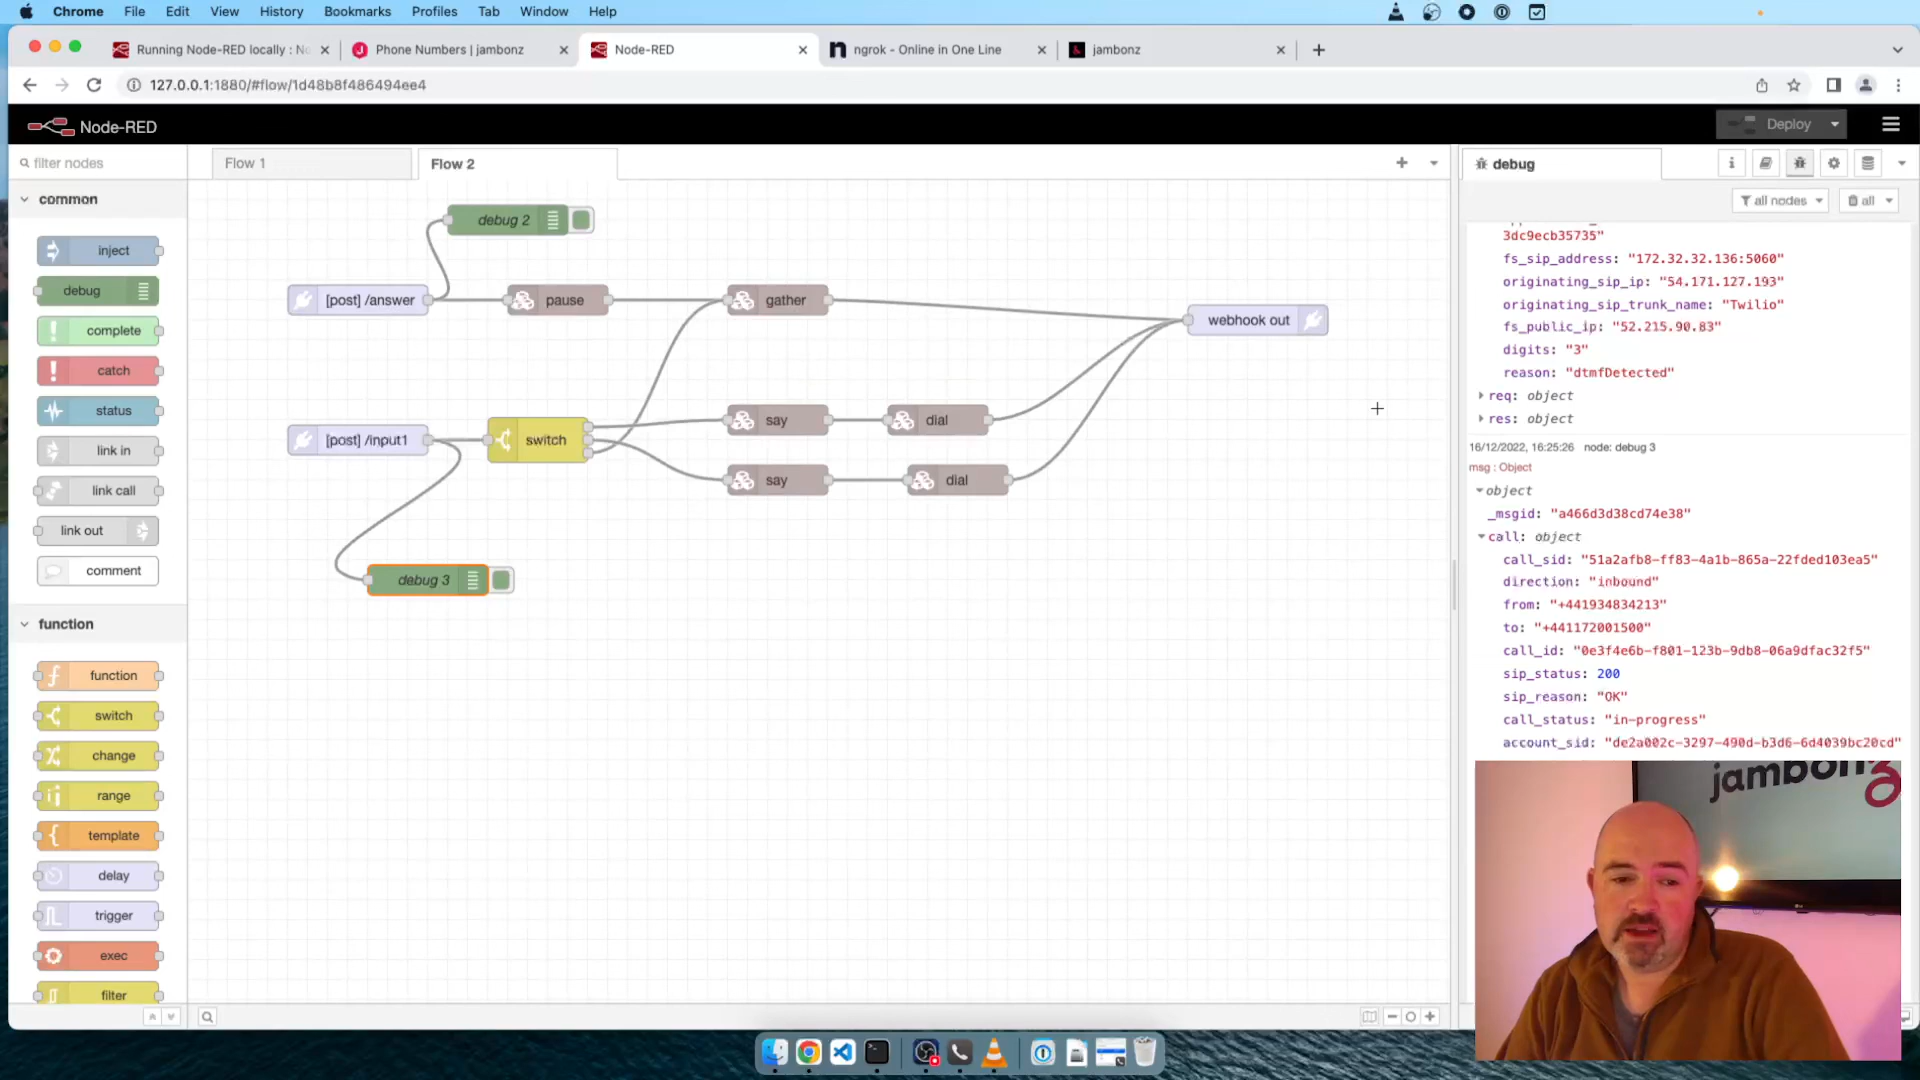 Chrome File Edit View History Bookmarks Profiles Tab Window Help
Running Node-RED locally : No
Phone Numbers | jambonz
Node-RED
ngrok - Online in One Line
jambonz
127.0.0.1:1880/#flow/1d48b8f486494ee4
Node-RED
Deploy
filter nodes
Flow 1
Flow 2
debug
all nodes
all
common
inject
debug
complete
catch
status
link in
link call
link out
comment
function
function
switch
change
range
template
delay
trigger
exec
filter
debug 2
[post] /answer
pause
gather
webhook out
[post] /input1
switch
say
dial
say
dial
debug 3
3dc9ecb35735"
fs_sip_address: "172.32.32.136:5060"
originating_sip_ip: "54.171.127.193"
originating_sip_trunk_name: "Twilio"
fs_public_ip: "52.215.90.83"
digits: "3"
reason: "dtmfDetected"
req: object
res: object
16/12/2022, 16:25:26 node: debug 3
msg : Object
object
_msgid: "a466d3d38cd74e38"
call: object
call_sid: "51a2afb8-ff83-4a1b-865a-22fded103ea5"
direction: "inbound"
from: "+441934834213"
to: "+441172001500"
call_id: "0e3f4e6b-f801-123b-9db8-06a9dfac32f5"
sip_status: 200
sip_reason: "OK"
call_status: "in-progress"
account_sid: "de2a002c-3297-490d-b3d6-6d4039bc20cd"
jambonz